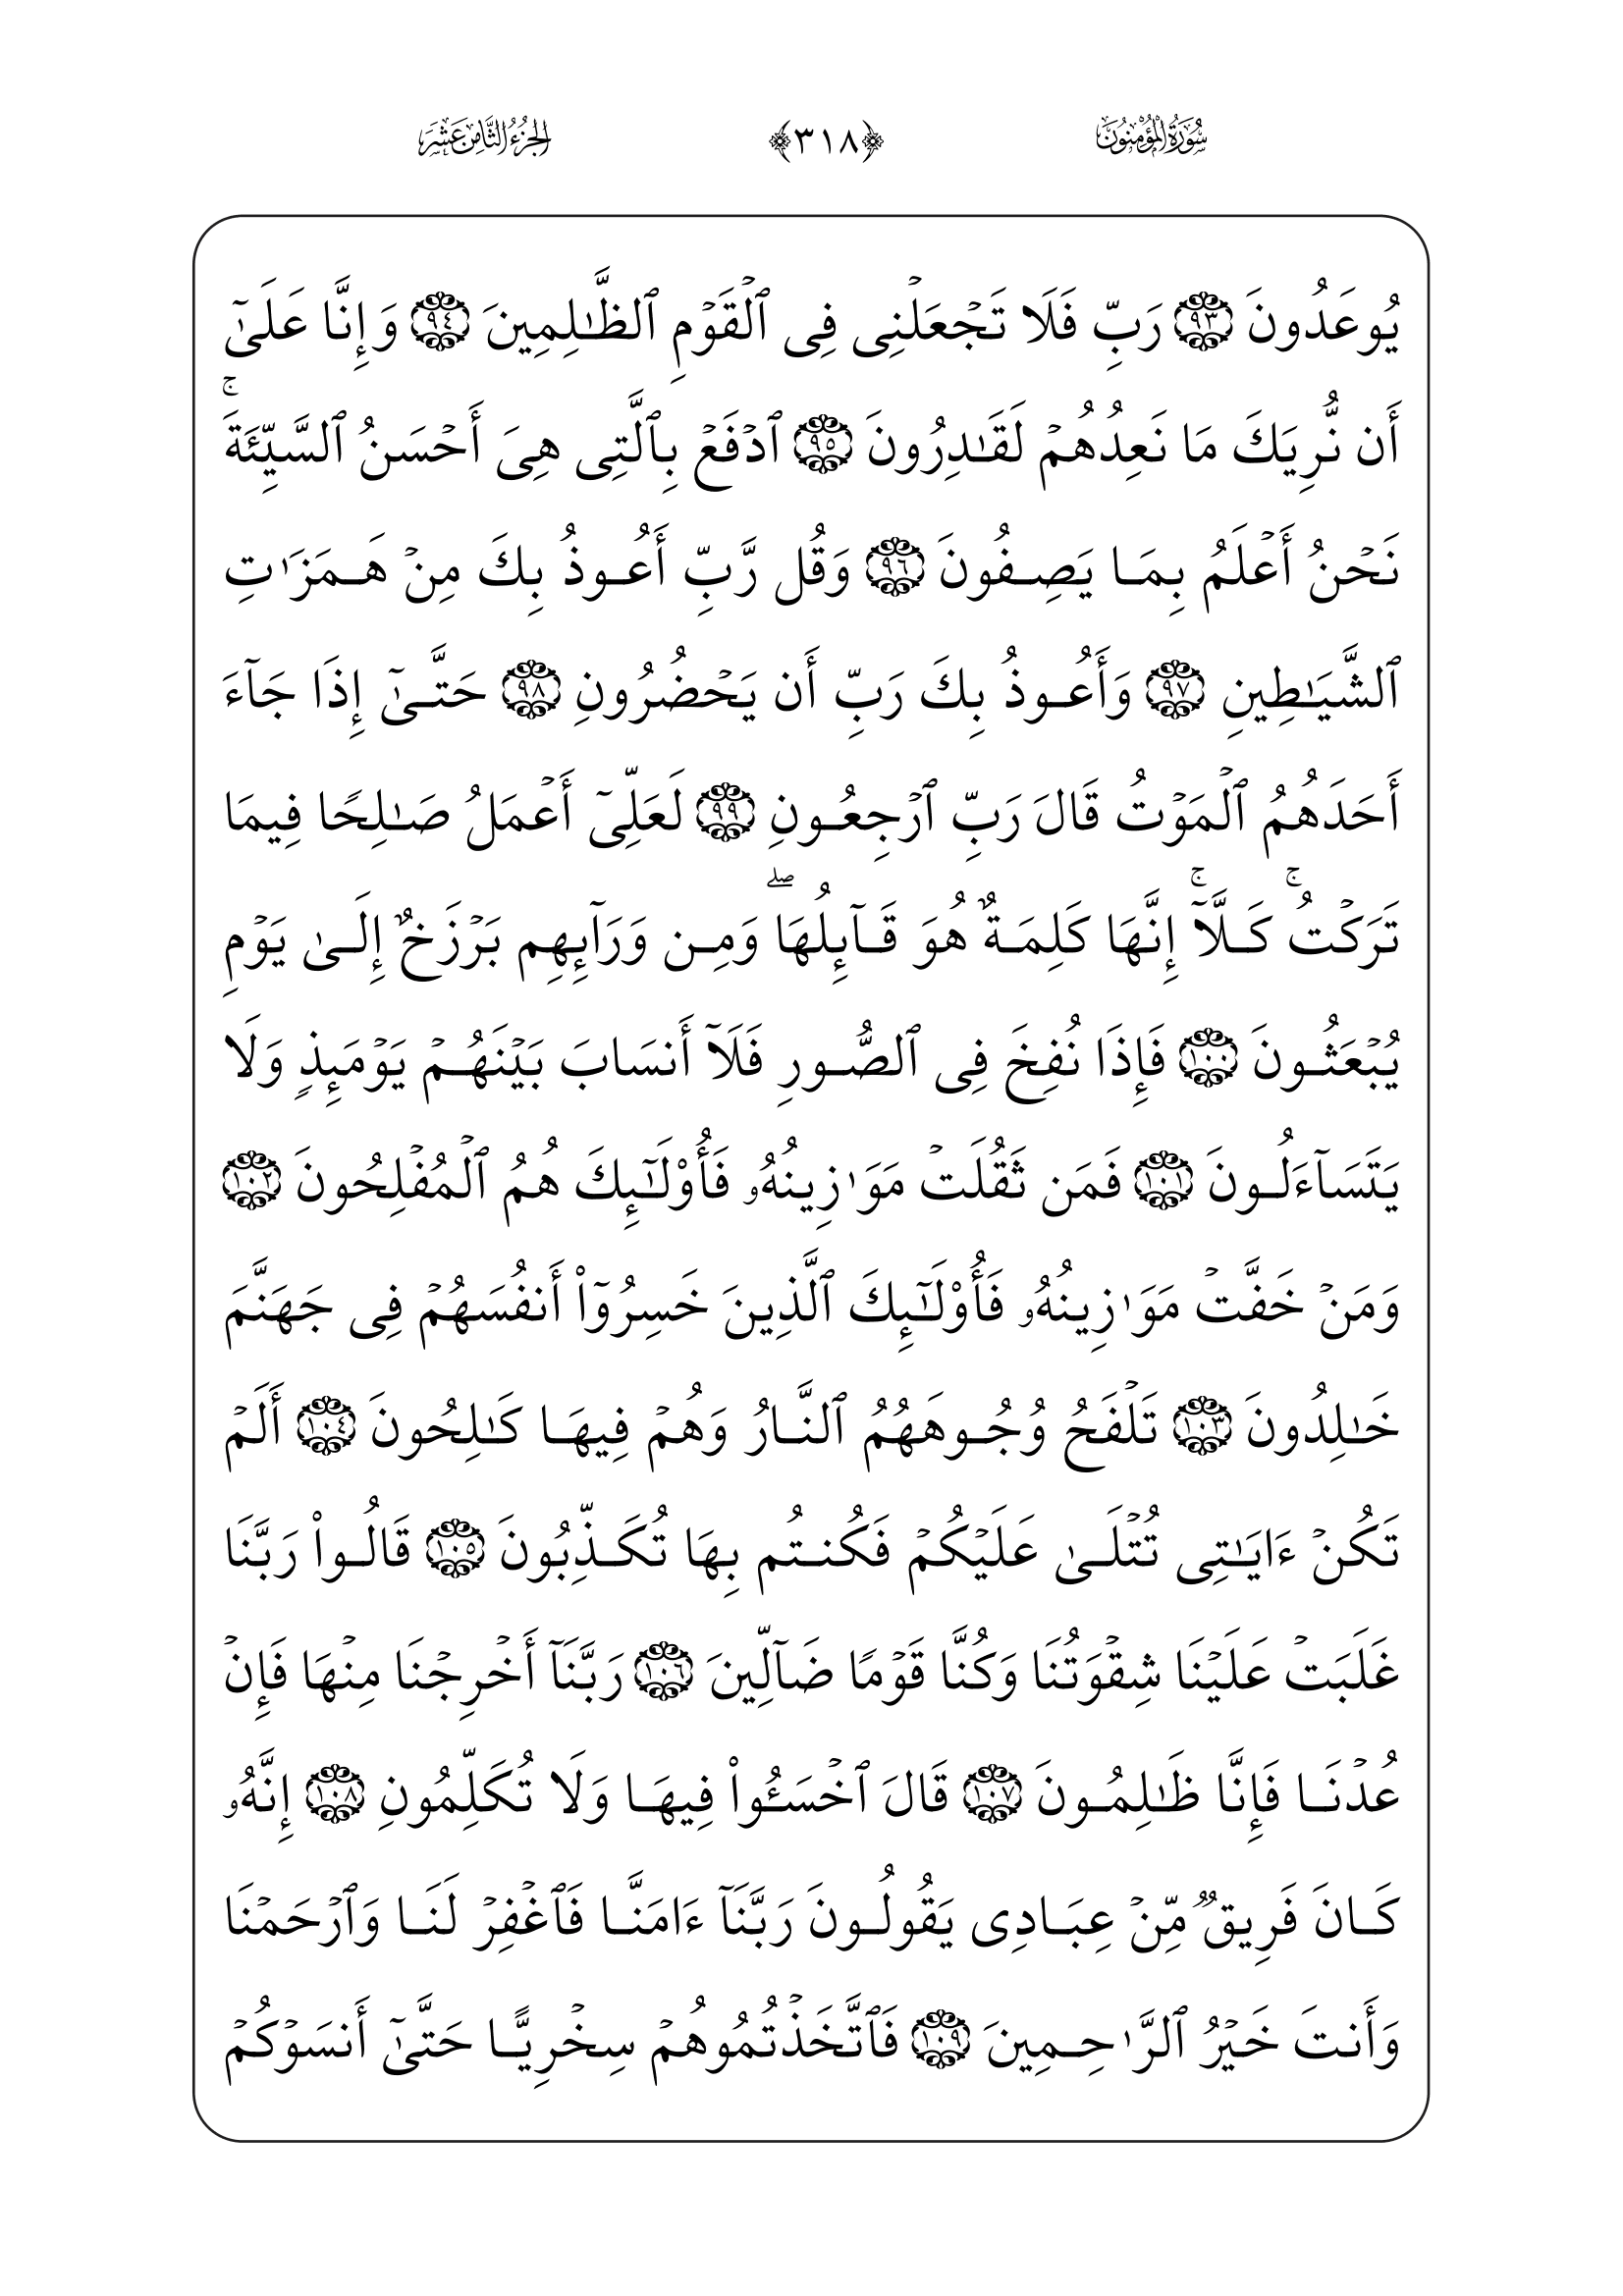 سُورَةُ الْمُؤْمِنُونَ ﴿٣١٨﴾ الجُزْءُ الثَّامِنَ عَشَرَ
يُوعَدُونَ ٩٣ رَبِّ فَلَا تَجْعَلْنِى فِى ٱلْقَوْمِ ٱلظَّـٰلِمِينَ ٩٤ وَإِنَّا عَلَىٰٓ
أَن نُّرِيَكَ مَا نَعِدُهُمْ لَقَـٰدِرُونَ ٩٥ ٱدْفَعْ بِٱلَّتِى هِىَ أَحْسَنُ ٱلسَّيِّئَةَ ۚ
نَحْنُ أَعْلَمُ بِمَا يَصِفُونَ ٩٦ وَقُل رَّبِّ أَعُوذُ بِكَ مِنْ هَمَزَٰتِ
ٱلشَّيَـٰطِينِ ٩٧ وَأَعُوذُ بِكَ رَبِّ أَن يَحْضُرُونِ ٩٨ حَتَّىٰٓ إِذَا جَآءَ
أَحَدَهُمُ ٱلْمَوْتُ قَالَ رَبِّ ٱرْجِعُونِ ٩٩ لَعَلِّىٓ أَعْمَلُ صَـٰلِحًا فِيمَا
تَرَكْتُ ۚ كَلَّآ ۚ إِنَّهَا كَلِمَةٌ هُوَ قَآئِلُهَا ۖ وَمِن وَرَآئِهِم بَرْزَخٌ إِلَىٰ يَوْمِ
يُبْعَثُونَ ١٠٠ فَإِذَا نُفِخَ فِى ٱلصُّورِ فَلَآ أَنسَابَ بَيْنَهُمْ يَوْمَئِذٍ وَلَا
يَتَسَآءَلُونَ ١٠١ فَمَن ثَقُلَتْ مَوَٰزِينُهُۥ فَأُو۟لَـٰٓئِكَ هُمُ ٱلْمُفْلِحُونَ ١٠٢
وَمَنْ خَفَّتْ مَوَٰزِينُهُۥ فَأُو۟لَـٰٓئِكَ ٱلَّذِينَ خَسِرُوٓا۟ أَنفُسَهُمْ فِى جَهَنَّمَ
خَـٰلِدُونَ ١٠٣ تَلْفَحُ وُجُوهَهُمُ ٱلنَّارُ وَهُمْ فِيهَا كَـٰلِحُونَ ١٠٤ أَلَمْ
تَكُنْ ءَايَـٰتِى تُتْلَىٰ عَلَيْكُمْ فَكُنتُم بِهَا تُكَذِّبُونَ ١٠٥ قَالُوا۟ رَبَّنَا
غَلَبَتْ عَلَيْنَا شِقْوَتُنَا وَكُنَّا قَوْمًا ضَآلِّينَ ١٠٦ رَبَّنَآ أَخْرِجْنَا مِنْهَا فَإِنْ
عُدْنَا فَإِنَّا ظَـٰلِمُونَ ١٠٧ قَالَ ٱخْسَـُٔوا۟ فِيهَا وَلَا تُكَلِّمُونِ ١٠٨ إِنَّهُۥ
كَانَ فَرِيقٌ مِّنْ عِبَادِى يَقُولُونَ رَبَّنَآ ءَامَنَّا فَٱغْفِرْ لَنَا وَٱرْحَمْنَا
وَأَنتَ خَيْرُ ٱلرَّٰحِمِينَ ١٠٩ فَٱتَّخَذْتُمُوهُمْ سِخْرِيًّا حَتَّىٰٓ أَنسَوْكُمْ